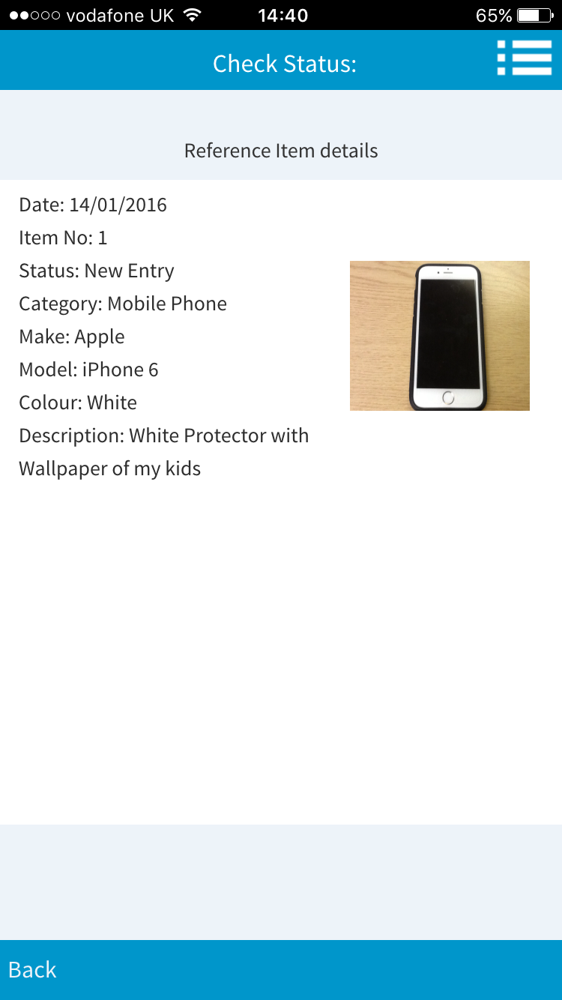 vodafone UK 14:40 65%
Check Status:
Reference Item details
Date: 14/01/2016
Item No: 1
Status: New Entry
Category: Mobile Phone
Make: Apple
Model: iPhone 6
Colour: White
Description: White Protector with
Wallpaper of my kids
Back